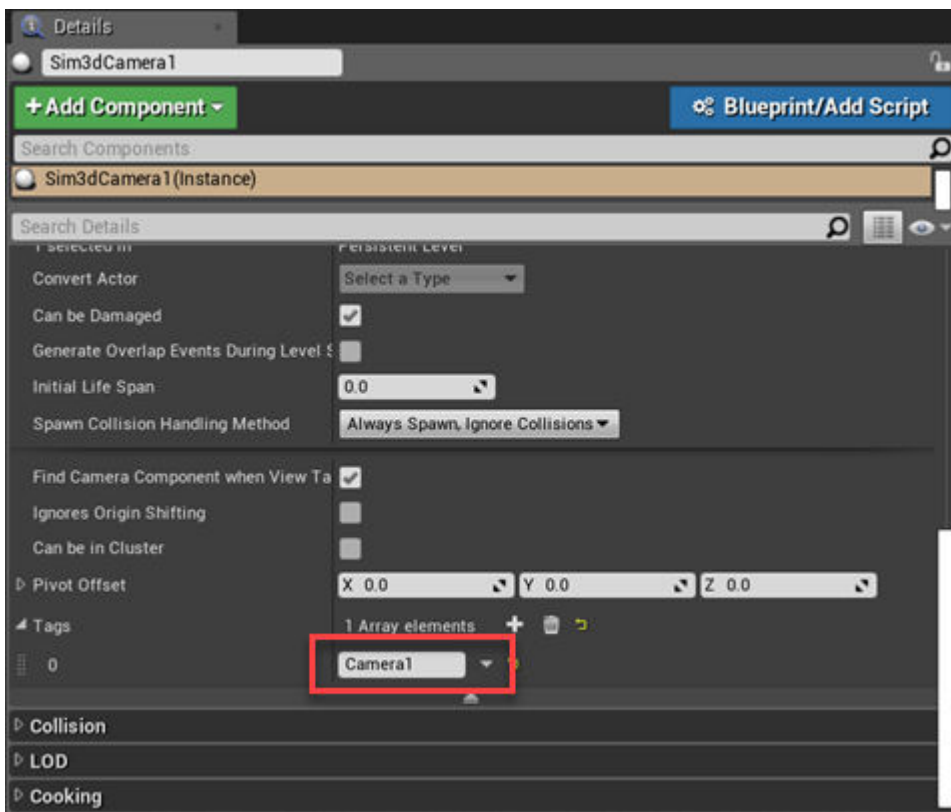 Details
Sim3dCamera1
+Add Component
Blueprint/Add Script
Search Components
Sim3dCamera1(Instance)
Search Details
1 selected in Persistent Level
Convert Actor Select a Type
Can be Damaged
Generate Overlap Events During Level S
Initial Life Span 0.0
Spawn Collision Handling Method Always Spawn, Ignore Collisions
Find Camera Component when View Ta
Ignores Origin Shifting
Can be in Cluster
Pivot Offset X 0.0 Y 0.0 Z 0.0
Tags 1 Array elements
0 Camera1
Collision
LOD
Cooking